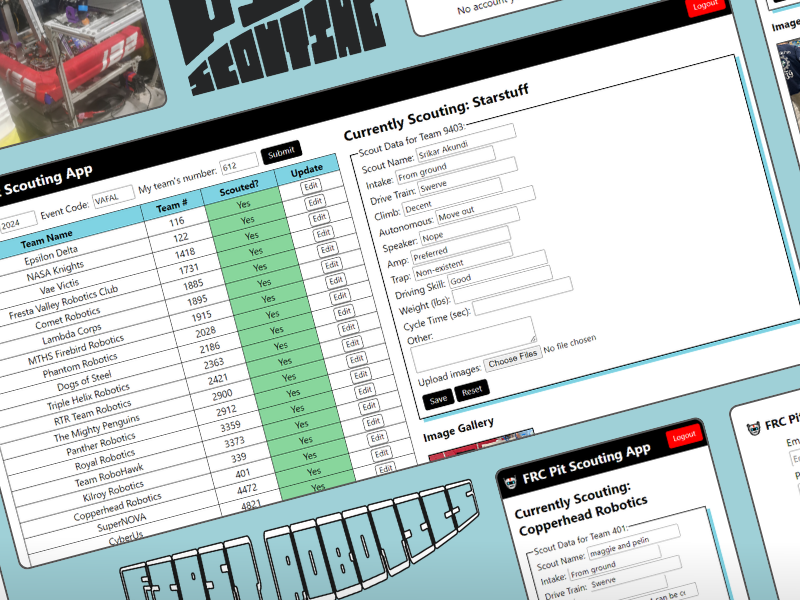 PIT
SCOUTING
No account y
Logout
Image
Scouting App
2024 Event Code: VAFAL My team's number: 612 Submit
Team Name Team # Scouted? Update
Epsilon Delta 116 Yes Edit
NASA Knights 122 Yes Edit
Vae Victis 1418 Yes Edit
Fresta Valley Robotics Club 1731 Yes Edit
Comet Robotics 1885 Yes Edit
Lambda Corps 1895 Yes Edit
MTHS Firebird Robotics 1915 Yes Edit
Phantom Robotics 2028 Yes Edit
Dogs of Steel 2186 Yes Edit
Triple Helix Robotics 2363 Yes Edit
RTR Team Robotics 2421 Yes Edit
The Mighty Penguins 2900 Yes Edit
Panther Robotics 2912 Yes Edit
Royal Robotics 3359 Yes Edit
Team RoboHawk 3373 Yes Edit
Kilroy Robotics 339 Yes Edit
Copperhead Robotics 401 Yes Edit
SuperNOVA 4472 Yes Edit
CyberUs 4821 Yes
Currently Scouting: Starstuff
Scout Data for Team 9403:
Scout Name: Srikar Akundi
Intake: From ground
Drive Train: Swerve
Climb: Decent
Autonomous: Move out
Speaker: Nope
Amp: Preferred
Trap: Non-existent
Driving Skill: Good
Weight (lbs):
Cycle Time (sec):
Other:
Upload images: Choose Files No file chosen
Save Reset
Image Gallery
FRC Pit Scouting App Logout
Currently Scouting:
Copperhead Robotics
Scout Data for Team 401:
Scout Name: maggie and pelin
Intake: From ground
Drive Train: Swerve
FRC Pi
Em